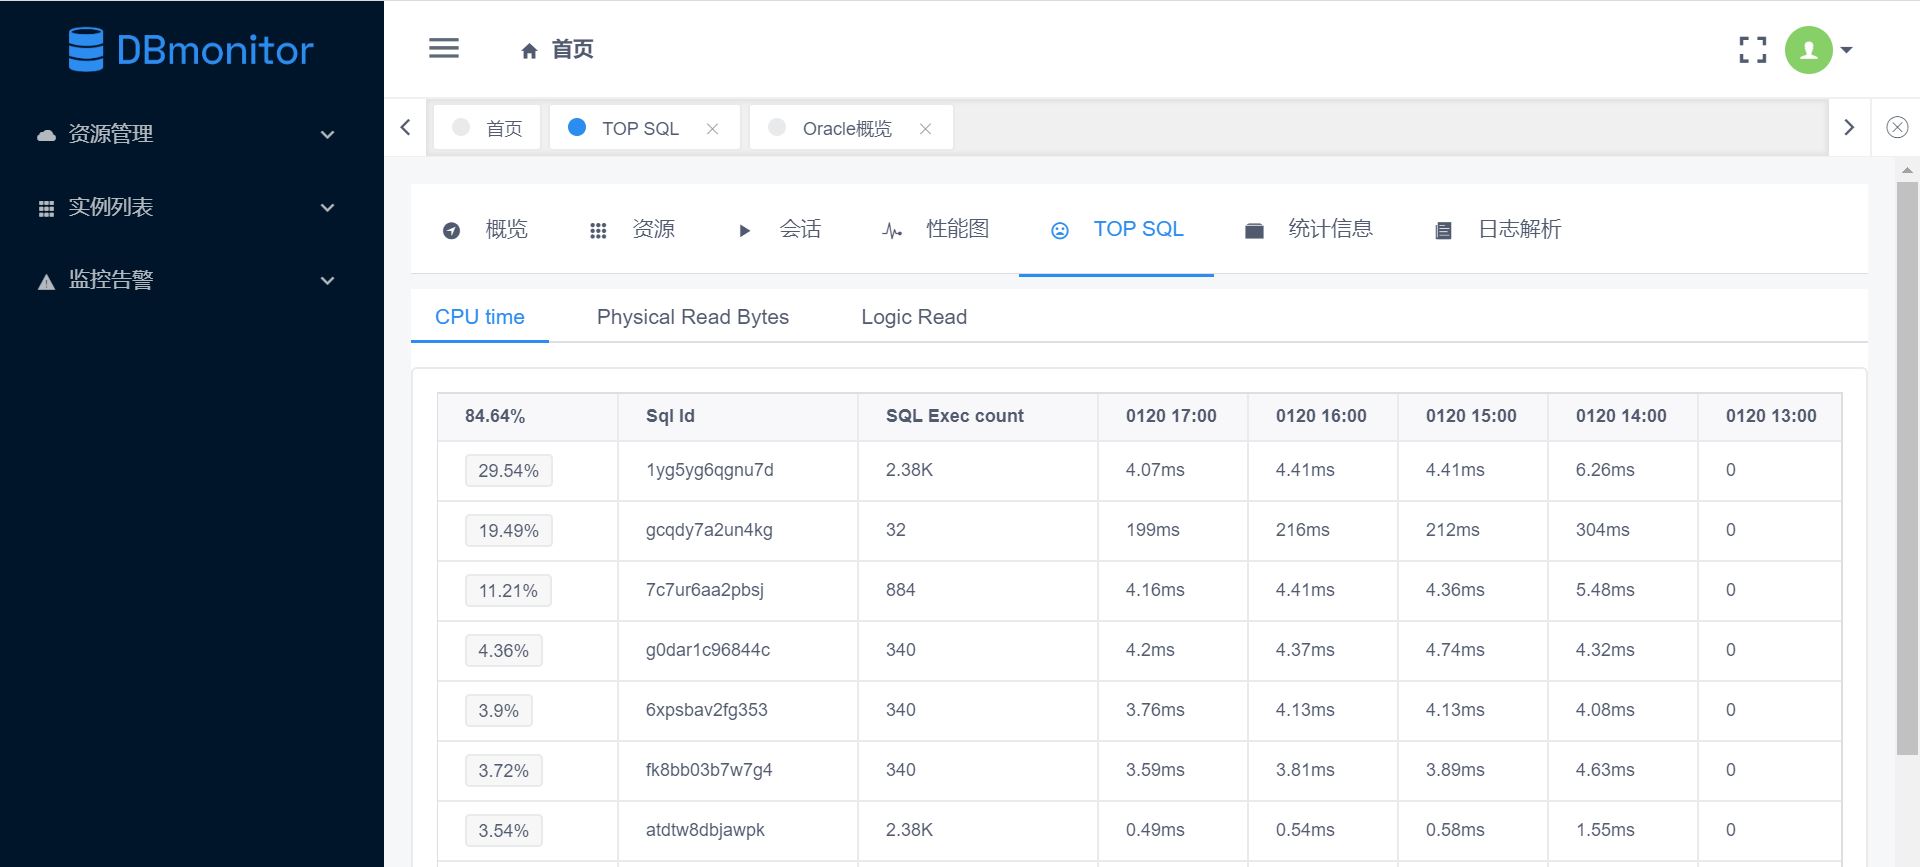 DBmonitor
资源管理
实例列表
监控告警
首页
首页 TOP SQL Oracle概览
概览 资源 会话 性能图 TOP SQL 统计信息 日志解析
CPU time Physical Read Bytes Logic Read
84.64% Sql Id SQL Exec count 0120 17:00 0120 16:00 0120 15:00 0120 14:00 0120 13:00
29.54% 1yg5yg6qgnu7d 2.38K 4.07ms 4.41ms 4.41ms 6.26ms 0
19.49% gcqdy7a2un4kg 32 199ms 216ms 212ms 304ms 0
11.21% 7c7ur6aa2pbsj 884 4.16ms 4.41ms 4.36ms 5.48ms 0
4.36% g0dar1c96844c 340 4.2ms 4.37ms 4.74ms 4.32ms 0
3.9% 6xpsbav2fg353 340 3.76ms 4.13ms 4.13ms 4.08ms 0
3.72% fk8bb03b7w7g4 340 3.59ms 3.81ms 3.89ms 4.63ms 0
3.54% atdtw8dbjawpk 2.38K 0.49ms 0.54ms 0.58ms 1.55ms 0